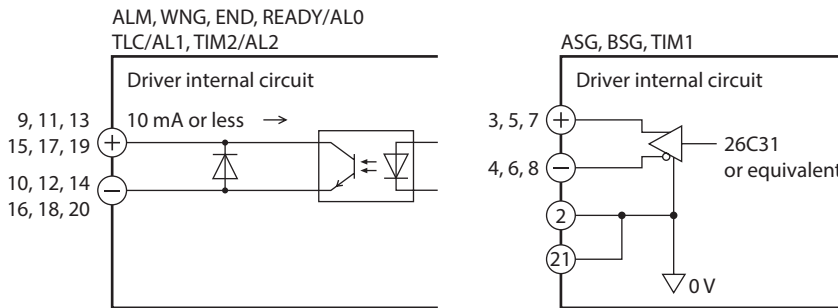 ALM, WNG, END, READY/AL0
TLC/AL1, TIM2/AL2
Driver internal circuit
9, 11, 13
15, 17, 19
+
10 mA or less →
10, 12, 14
16, 18, 20
−
ASG, BSG, TIM1
Driver internal circuit
3, 5, 7
+
4, 6, 8
−
26C31
or equivalent
2
21
0 V